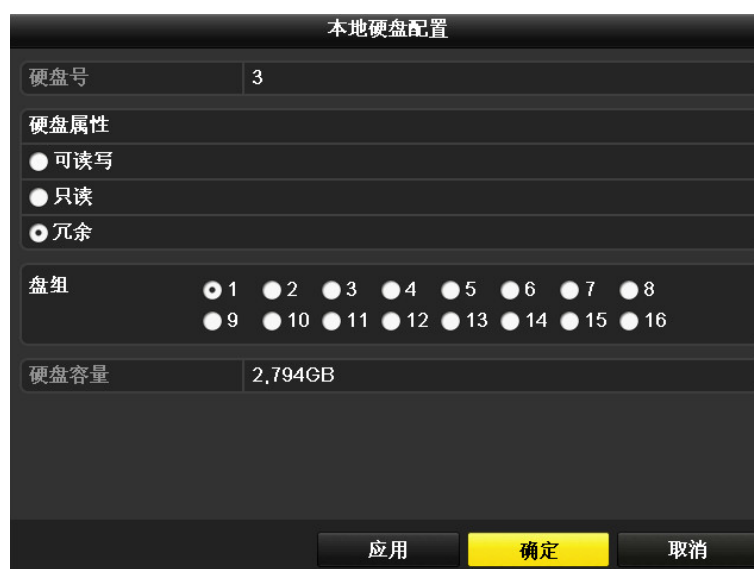 本地硬盘配置
硬盘号 3
硬盘属性
可读写
只读
冗余
盘组 1 2 3 4 5 6 7 8
9 10 11 12 13 14 15 16
硬盘容量 2,794GB
应用 确定 取消